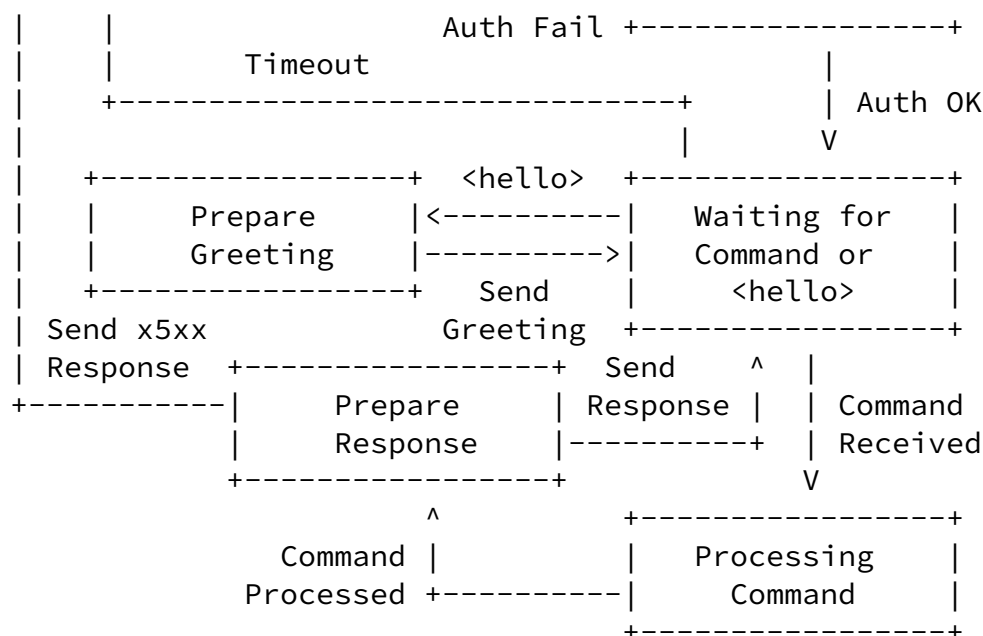 |    |                  Auth Fail +-----------------+
|    |       Timeout                         |
|    +-------------------------------+       | Auth OK
|                                    |       V
|   +-----------------+  <hello>  +-----------------+
|   |     Prepare     |<----------|   Waiting for   |
|   |     Greeting    |---------->|   Command or    |
|   +-----------------+   Send    |     <hello>     |
| Send x5xx             Greeting  +-----------------+
| Response  +-----------------+  Send    ^  |
+-----------|     Prepare     | Response |  | Command
            |     Response    |----------+  | Received
            +-----------------+             V
                       ^          +-----------------+
               Command |          |   Processing    |
             Processed +----------|     Command     |
                                  +-----------------+